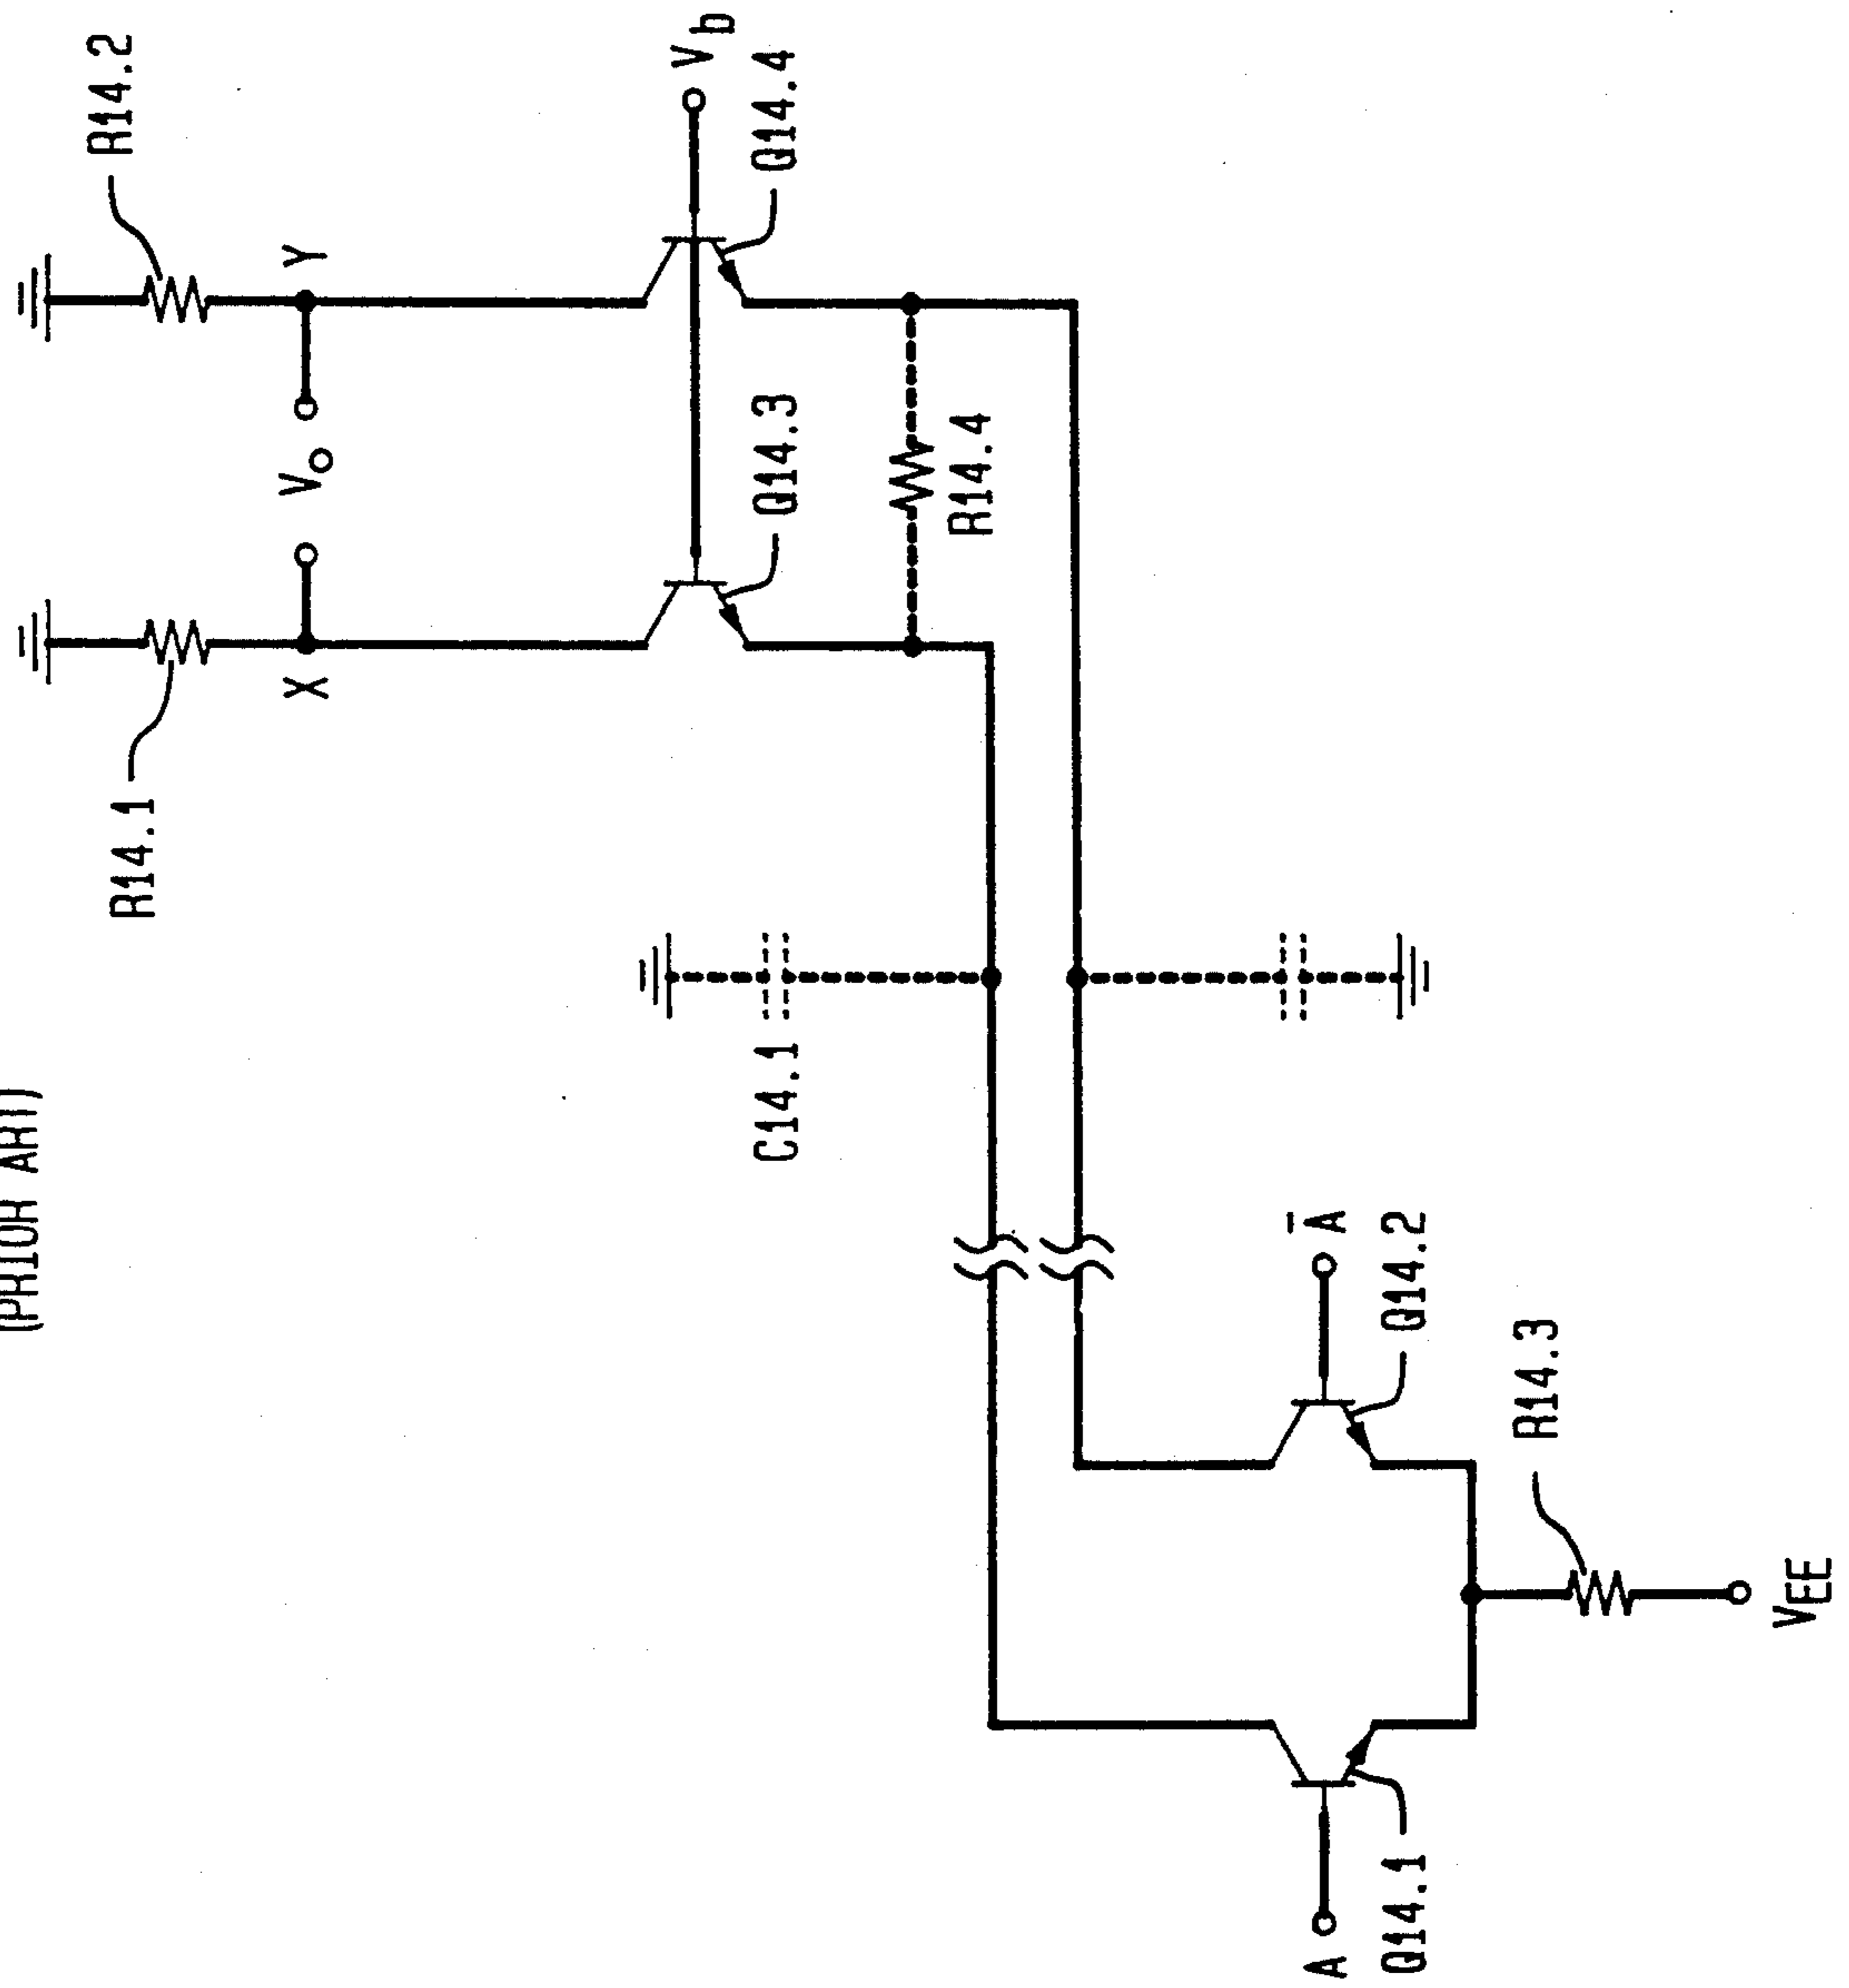 (PRIOR ART)
R14.1
R14.2
X
Vo
Y
Q14.3
Vb
Q14.4
C14.1
R14.4
A
Q14.1
Ā
Q14.2
R14.3
VEE